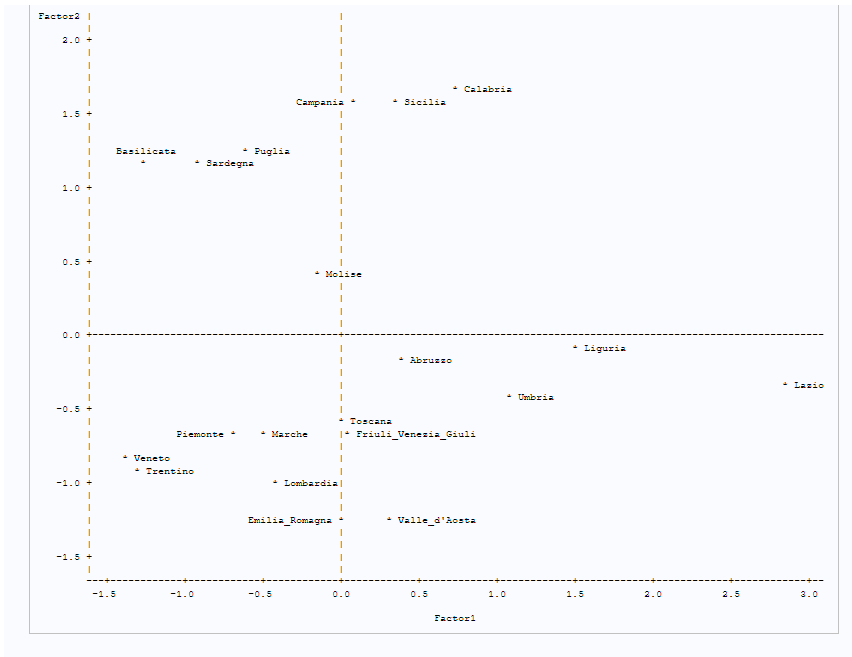 Factor2
2.0
Calabria
Campania Sicilia
1.5
Basilicata Puglia
Sardegna
1.0
0.5
Molise
0.0
Liguria
Abruzzo
Lazio
Umbria
-0.5
Toscana
Piemonte Marche Friuli_Venezia_Giuli
Veneto
Trentino
-1.0 Lombardia
Emilia_Romagna Valle_d'Aosta
-1.5
-1.5 -1.0 -0.5 0.0 0.5 1.0 1.5 2.0 2.5 3.0
Factor1